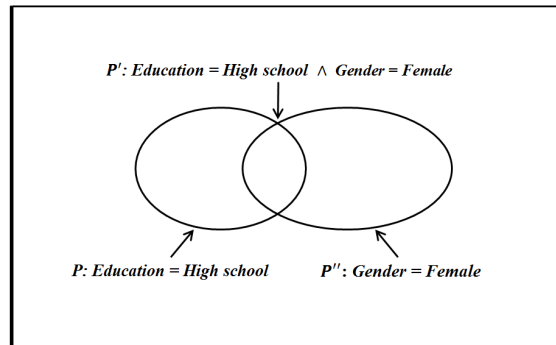 P′: Education = High school ∧ Gender = Female
P: Education = High school
P′′: Gender = Female